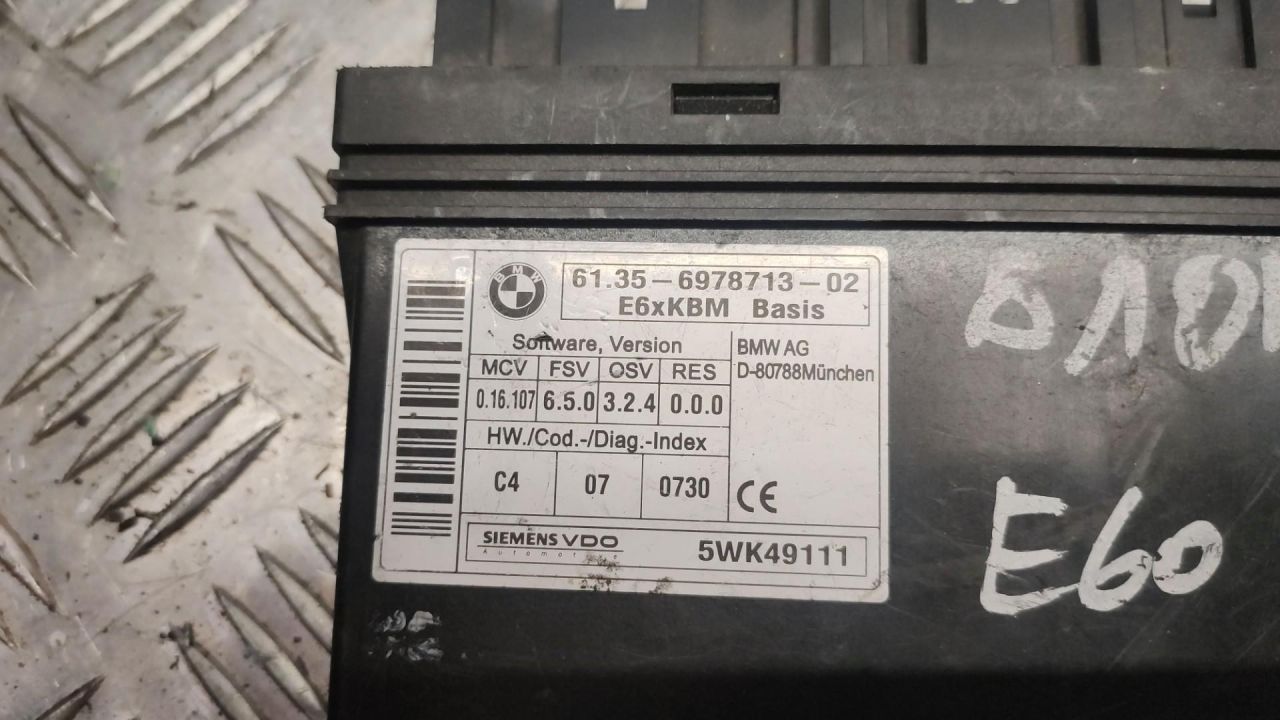 BMW
61.35-6978713-02
E6xKBM Basis
Software, Version
MCV FSV OSV RES
0.16.107 6.5.0 3.2.4 0.0.0
BMW AG
D-80788München
HW./Cod.-/Diag.-Index
C4 07 0730
CE
SIEMENS VDO
Automotive
5WK49111
E60